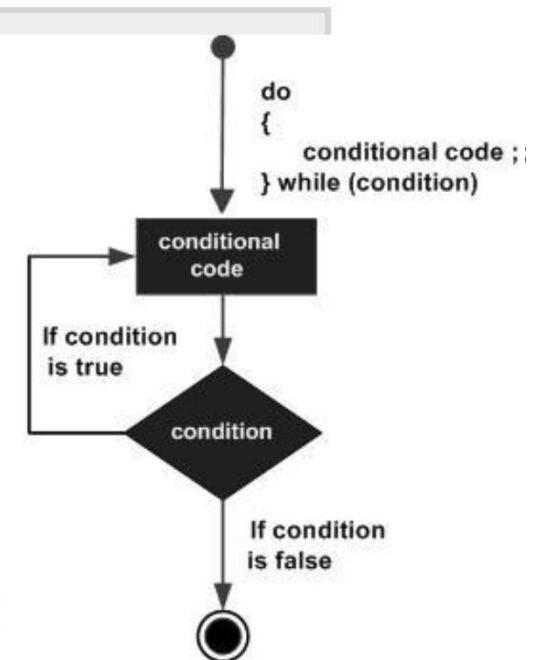 do
{
conditional code ; ;
} while (condition)
conditional
code
If condition
is true
condition
If condition
is false